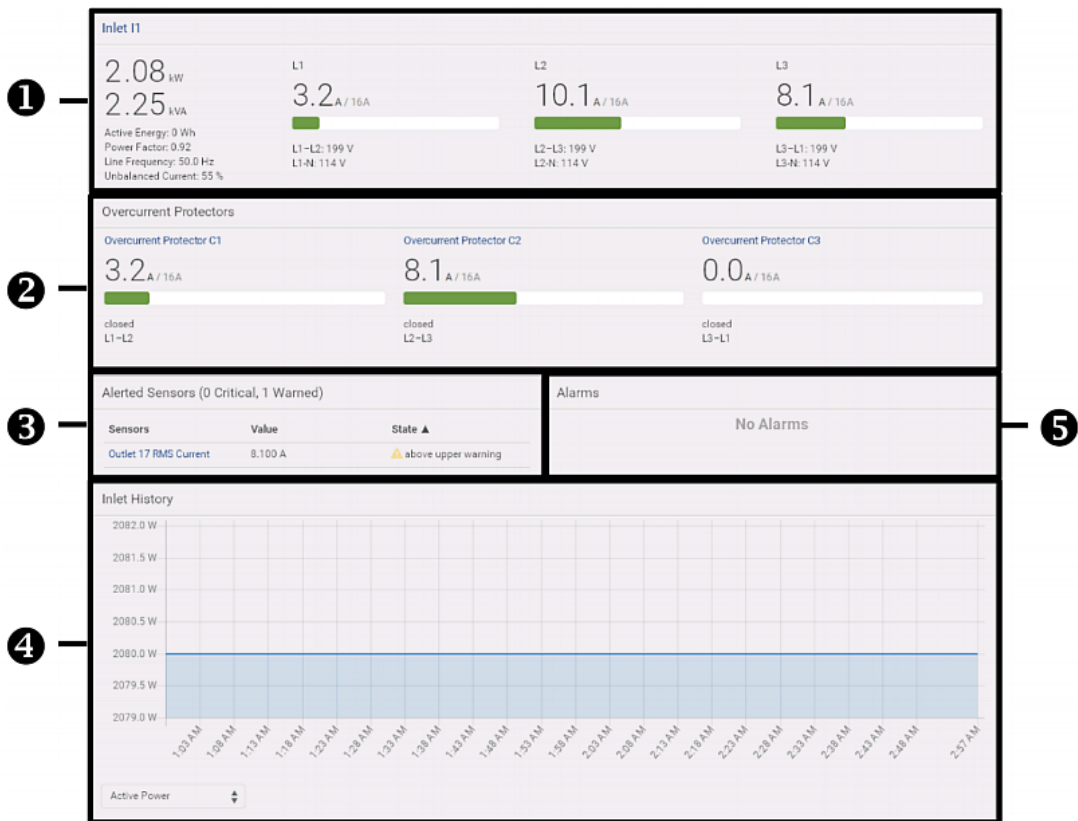 Inlet I1
2.08 kW
2.25 kVA
Active Energy: 0 Wh
Power Factor: 0.92
Line Frequency: 50.0 Hz
Unbalanced Current: 55 %
L1
3.2 A / 16A
L1–L2: 199 V
L1-N: 114 V
L2
10.1 A / 16A
L2–L3: 199 V
L2-N: 114 V
L3
8.1 A / 16A
L3–L1: 199 V
L3-N: 114 V
1
Overcurrent Protectors
Overcurrent Protector C1
3.2 A / 16A
closed
L1–L2
Overcurrent Protector C2
8.1 A / 16A
closed
L2–L3
Overcurrent Protector C3
0.0 A / 16A
closed
L3–L1
2
Alerted Sensors (0 Critical, 1 Warned)
Sensors Value State ▲
Outlet 17 RMS Current 8.100 A above upper warning
3
Alarms
No Alarms
5
Inlet History
2082.0 W
2081.5 W
2081.0 W
2080.5 W
2080.0 W
2079.5 W
2079.0 W
4
1:03 AM
1:08 AM
1:13 AM
1:18 AM
1:23 AM
1:28 AM
1:33 AM
1:38 AM
1:43 AM
1:48 AM
1:53 AM
1:58 AM
2:03 AM
2:08 AM
2:13 AM
2:18 AM
2:23 AM
2:28 AM
2:33 AM
2:38 AM
2:43 AM
2:48 AM
2:57 AM
Active Power